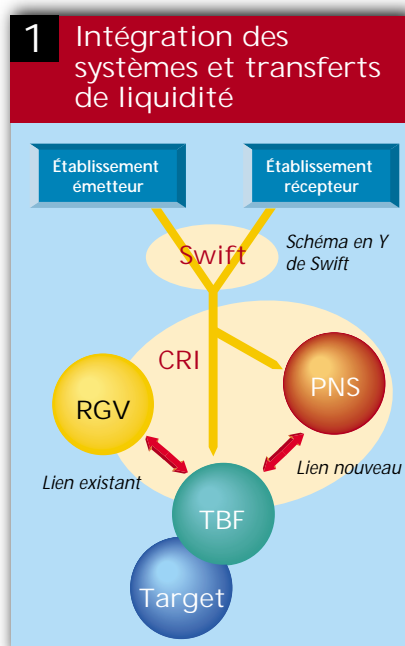 1
Intégration des
systèmes et transferts
de liquidité
Établissement
émetteur
Établissement
récepteur
Swift
Schéma en Y
de Swift
CRI
RGV
PNS
Lien existant
Lien nouveau
TBF
Target